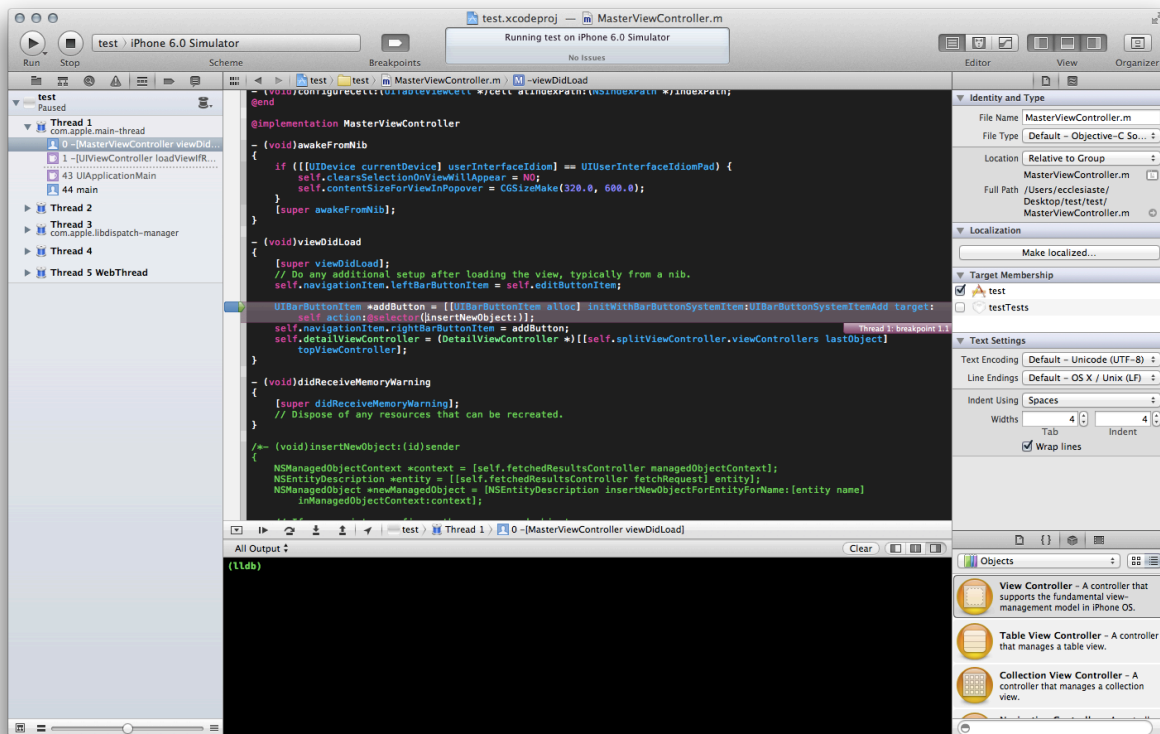 test.xcodeproj — MasterViewController.m
Run
Stop
test 〉iPhone 6.0 Simulator
Scheme
Breakpoints
Running test on iPhone 6.0 Simulator
No Issues
Editor
View
Organizer
test
Paused
Thread 1
com.apple.main-thread
0 -[MasterViewController viewDid...
1 -[UIViewController loadViewIfR...
43 UIApplicationMain
44 main
Thread 2
Thread 3
com.apple.libdispatch-manager
Thread 4
Thread 5 WebThread
test 〉 test 〉 MasterViewController.m 〉 M -viewDidLoad
- (void)configureCell:(UITableViewCell *)cell atIndexPath:(NSIndexPath *)indexPath;
@end
@implementation MasterViewController
- (void)awakeFromNib
{
if ([[UIDevice currentDevice] userInterfaceIdiom] == UIUserInterfaceIdiomPad) {
self.clearsSelectionOnViewWillAppear = NO;
self.contentSizeForViewInPopover = CGSizeMake(320.0, 600.0);
}
[super awakeFromNib];
}
- (void)viewDidLoad
{
[super viewDidLoad];
// Do any additional setup after loading the view, typically from a nib.
self.navigationItem.leftBarButtonItem = self.editButtonItem;
UIBarButtonItem *addButton = [[UIBarButtonItem alloc] initWithBarButtonSystemItem:UIBarButtonSystemItemAdd target:
self action:@selector(insertNewObject:)];
self.navigationItem.rightBarButtonItem = addButton;
Thread 1: breakpoint 1.1
self.detailViewController = (DetailViewController *)[[self.splitViewController.viewControllers lastObject]
topViewController];
}
- (void)didReceiveMemoryWarning
{
[super didReceiveMemoryWarning];
// Dispose of any resources that can be recreated.
}
/*- (void)insertNewObject:(id)sender
{
NSManagedObjectContext *context = [self.fetchedResultsController managedObjectContext];
NSEntityDescription *entity = [[self.fetchedResultsController fetchRequest] entity];
NSManagedObject *newManagedObject = [NSEntityDescription insertNewObjectForEntityForName:[entity name]
inManagedObjectContext:context];
test 〉 Thread 1 〉 0 -[MasterViewController viewDidLoad]
All Output
Clear
(lldb)
Identity and Type
File Name MasterViewController.m
File Type Default - Objective-C So...
Location Relative to Group
MasterViewController.m
Full Path /Users/ecclesiaste/
Desktop/test/test/
MasterViewController.m
Localization
Make localized...
Target Membership
test
testTests
Text Settings
Text Encoding Default - Unicode (UTF-8)
Line Endings Default - OS X / Unix (LF)
Indent Using Spaces
Widths 4 4
Tab Indent
Wrap lines
{}
Objects
View Controller - A controller that
supports the fundamental view-
management model in iPhone OS.
Table View Controller - A controller
that manages a table view.
Collection View Controller - A
controller that manages a collection
view.